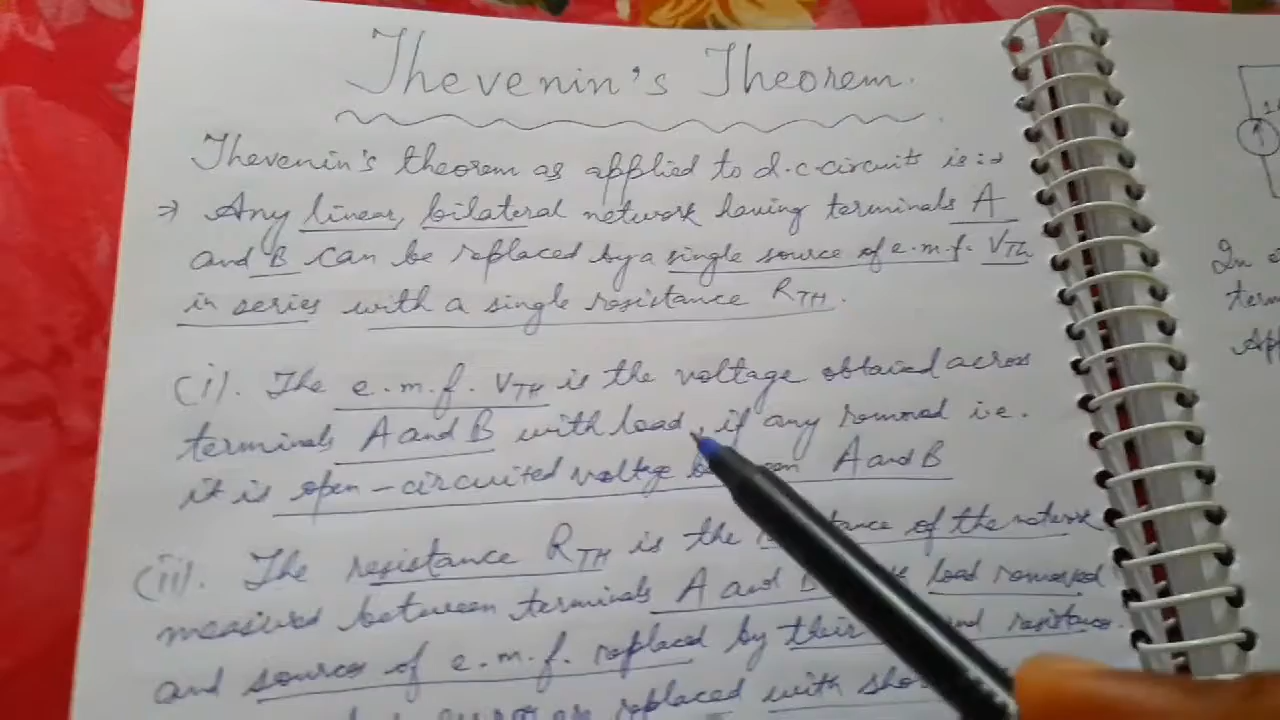 Thevenin's Theorem.
Thevenin's theorem as applied to d.c. circuits is :→
⇒ Any linear, bilateral network having terminals A
and B can be replaced by a single source of e.m.f. VTH
in series with a single resistance RTH.
(i). The e.m.f. VTH is the voltage obtained across
terminals A and B with load, if any removed i.e.
it is open-circuited voltage between A and B
(ii). The resistance RTH is the of the network
measured between terminals A and B load removed
and sources of e.m.f. replaced by their resistance.
are replaced with
In